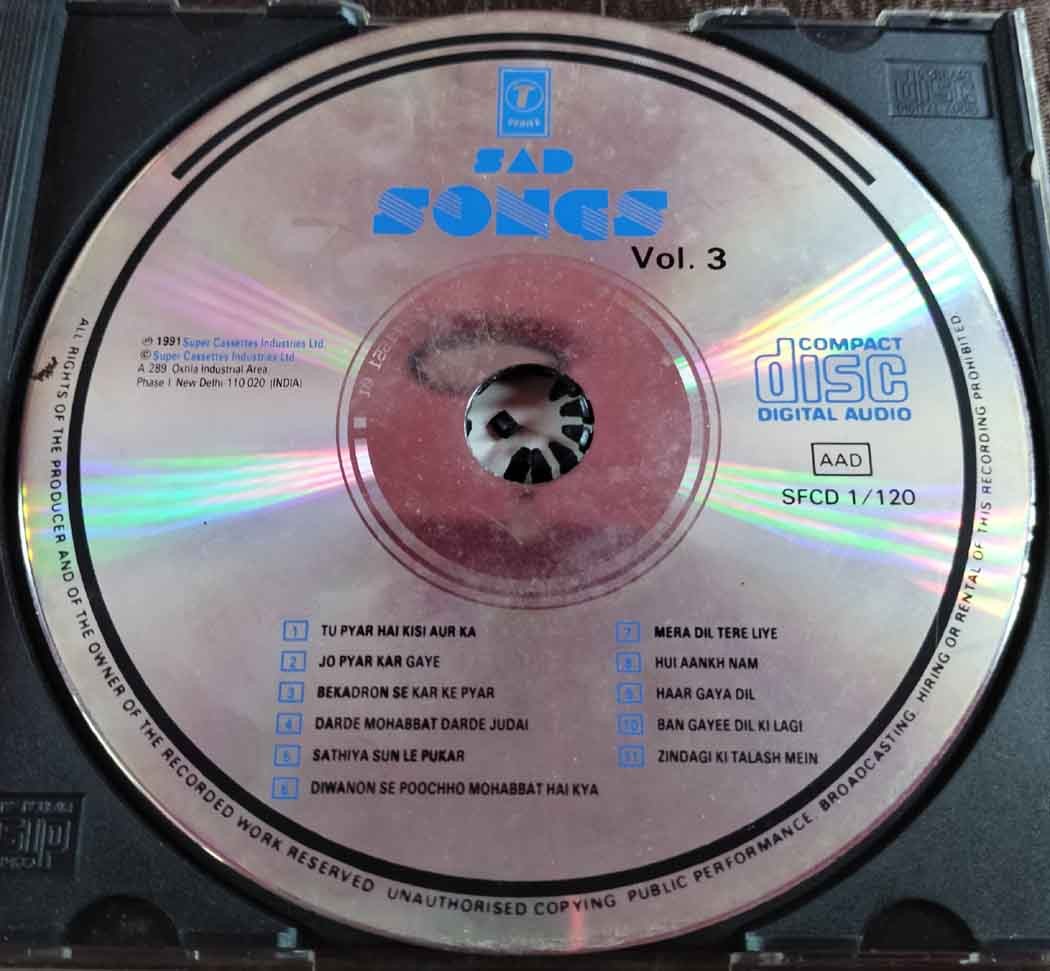 T
SAD
SONGS
Vol. 3
℗ 1991 Super Cassettes Industries Ltd.
© Super Cassettes Industries Ltd.
A 289. Okhla Industrial Area
Phase I New Delhi-110 020 (INDIA)
COMPACT
disc
DIGITAL AUDIO
AAD
SFCD 1/120
1 TU PYAR HAI KISI AUR KA
2 JO PYAR KAR GAYE
3 BEKADRON SE KAR KE PYAR
4 DARDE MOHABBAT DARDE JUDAI
5 SATHIYA SUN LE PUKAR
6 DIWANON SE POOCHHO MOHABBAT HAI KYA
7 MERA DIL TERE LIYE
8 HUI AANKH NAM
9 HAAR GAYA DIL
10 BAN GAYEE DIL KI LAGI
11 ZINDAGI KI TALASH MEIN
ALL RIGHTS OF THE PRODUCER AND OF THE OWNER OF THE RECORDED WORK RESERVED UNAUTHORISED COPYING PUBLIC PERFORMANCE. BROADCASTING. HIRING OR RENTAL OF THIS RECORDING PROHIBITED
disc